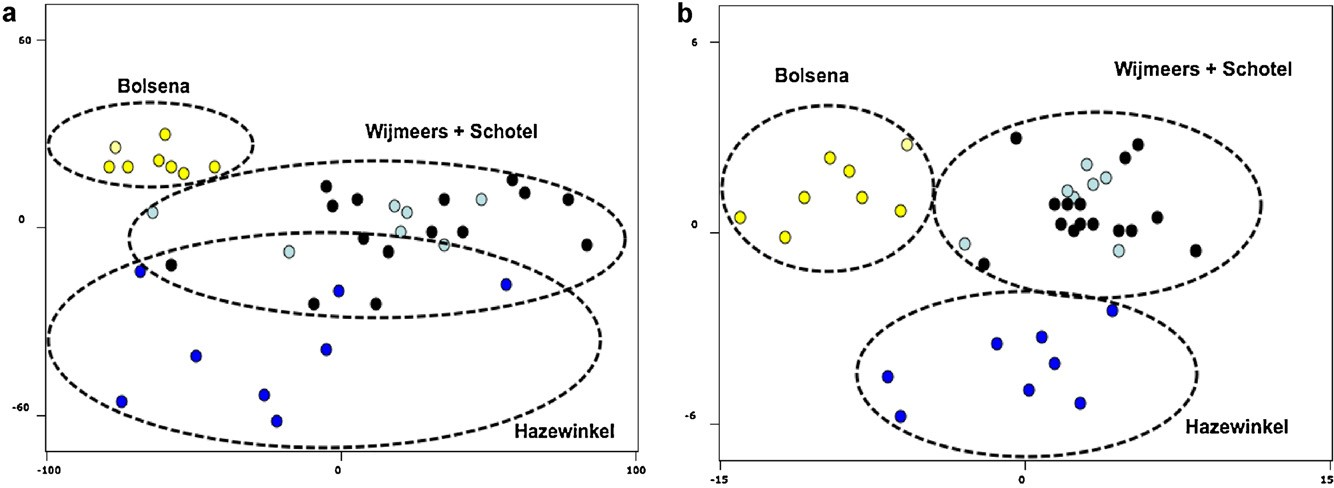 a
60
0
-60
-100
0
100
Bolsena
Wijmeers + Schotel
Hazewinkel
b
6
0
-6
-15
0
15
Bolsena
Wijmeers + Schotel
Hazewinkel